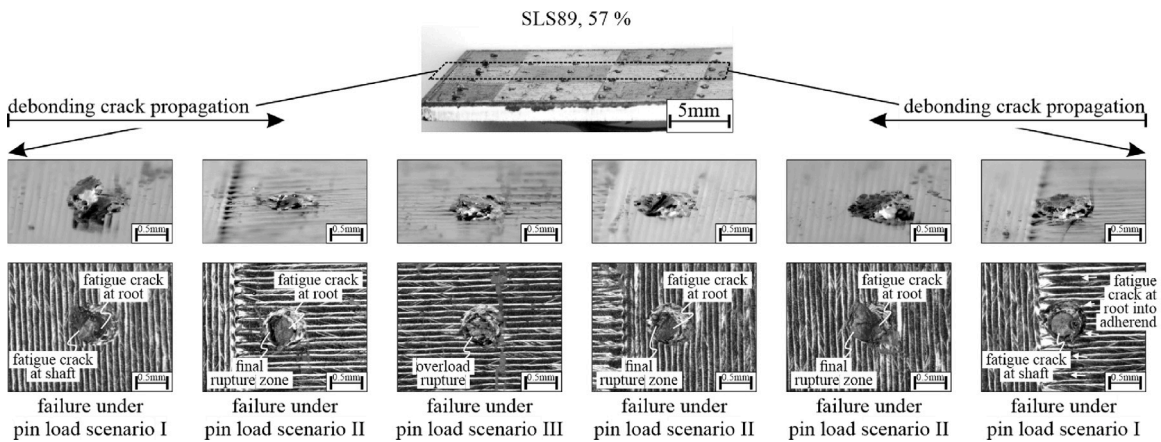 SLS89, 57 %
debonding crack propagation
debonding crack propagation
5mm
0.5mm
0.5mm
0.5mm
0.5mm
0.5mm
0.5mm
fatigue crack
at root
fatigue crack
at shaft
0.5mm
fatigue crack
at root
final
rupture zone
0.5mm
overload
rupture
0.5mm
fatigue crack
at root
final
rupture zone
0.5mm
fatigue crack
at root
final
rupture zone
0.5mm
fatigue
crack at
root into
adherend
fatigue crack
at shaft
0.5mm
failure under
pin load scenario I
failure under
pin load scenario II
failure under
pin load scenario III
failure under
pin load scenario II
failure under
pin load scenario II
failure under
pin load scenario I